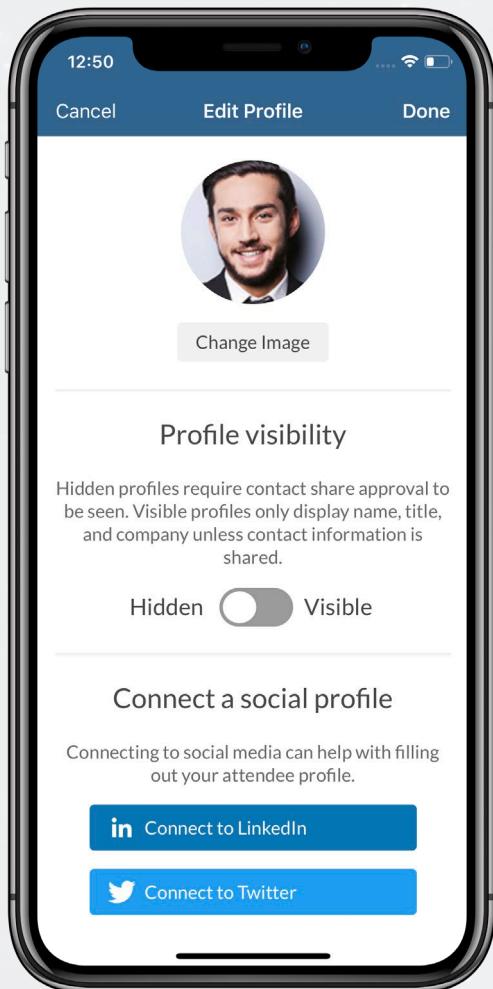 12:50
Cancel Edit Profile Done
Change Image
Profile visibility
Hidden profiles require contact share approval to
be seen. Visible profiles only display name, title,
and company unless contact information is
shared.
Hidden Visible
Connect a social profile
Connecting to social media can help with filling
out your attendee profile.
in Connect to LinkedIn
Connect to Twitter